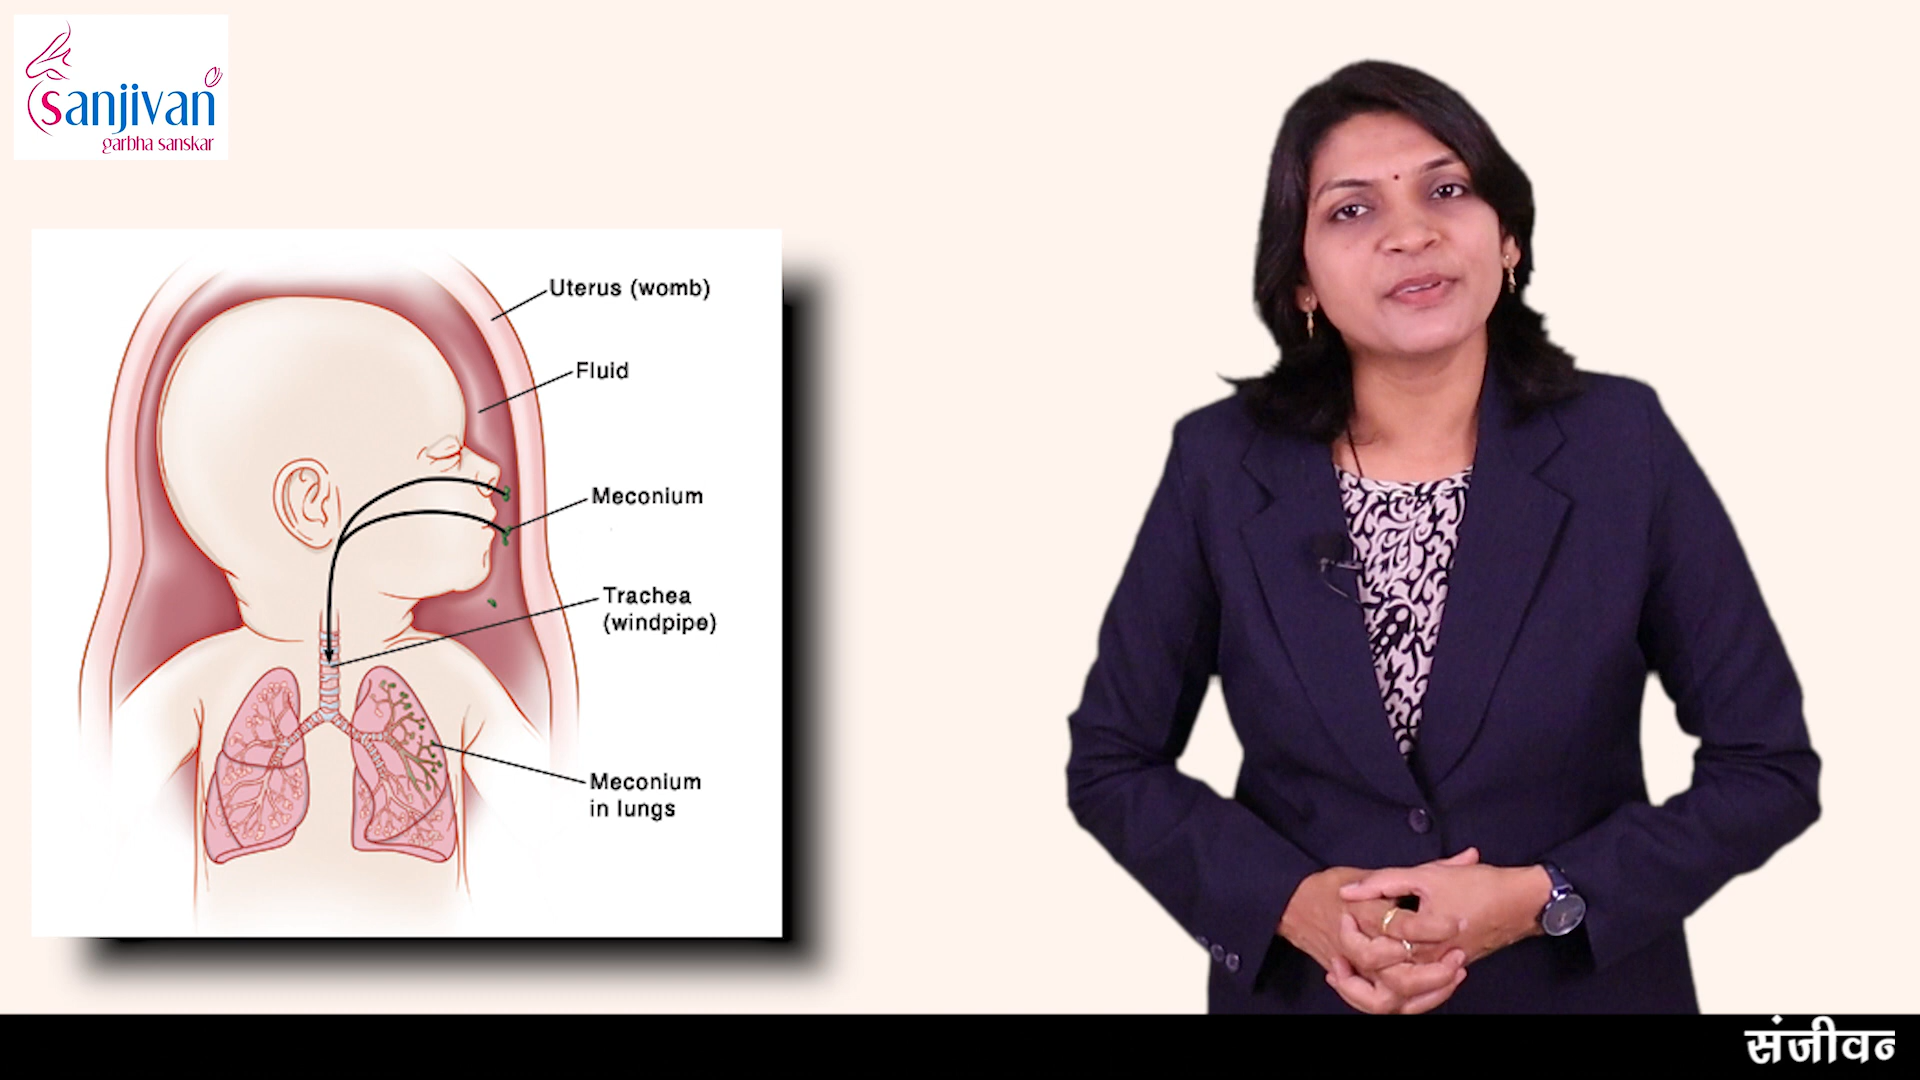 Sanjivan
garbha sanskar
Uterus (womb)
Fluid
Meconium
Trachea
(windpipe)
Meconium
in lungs
संजीवन